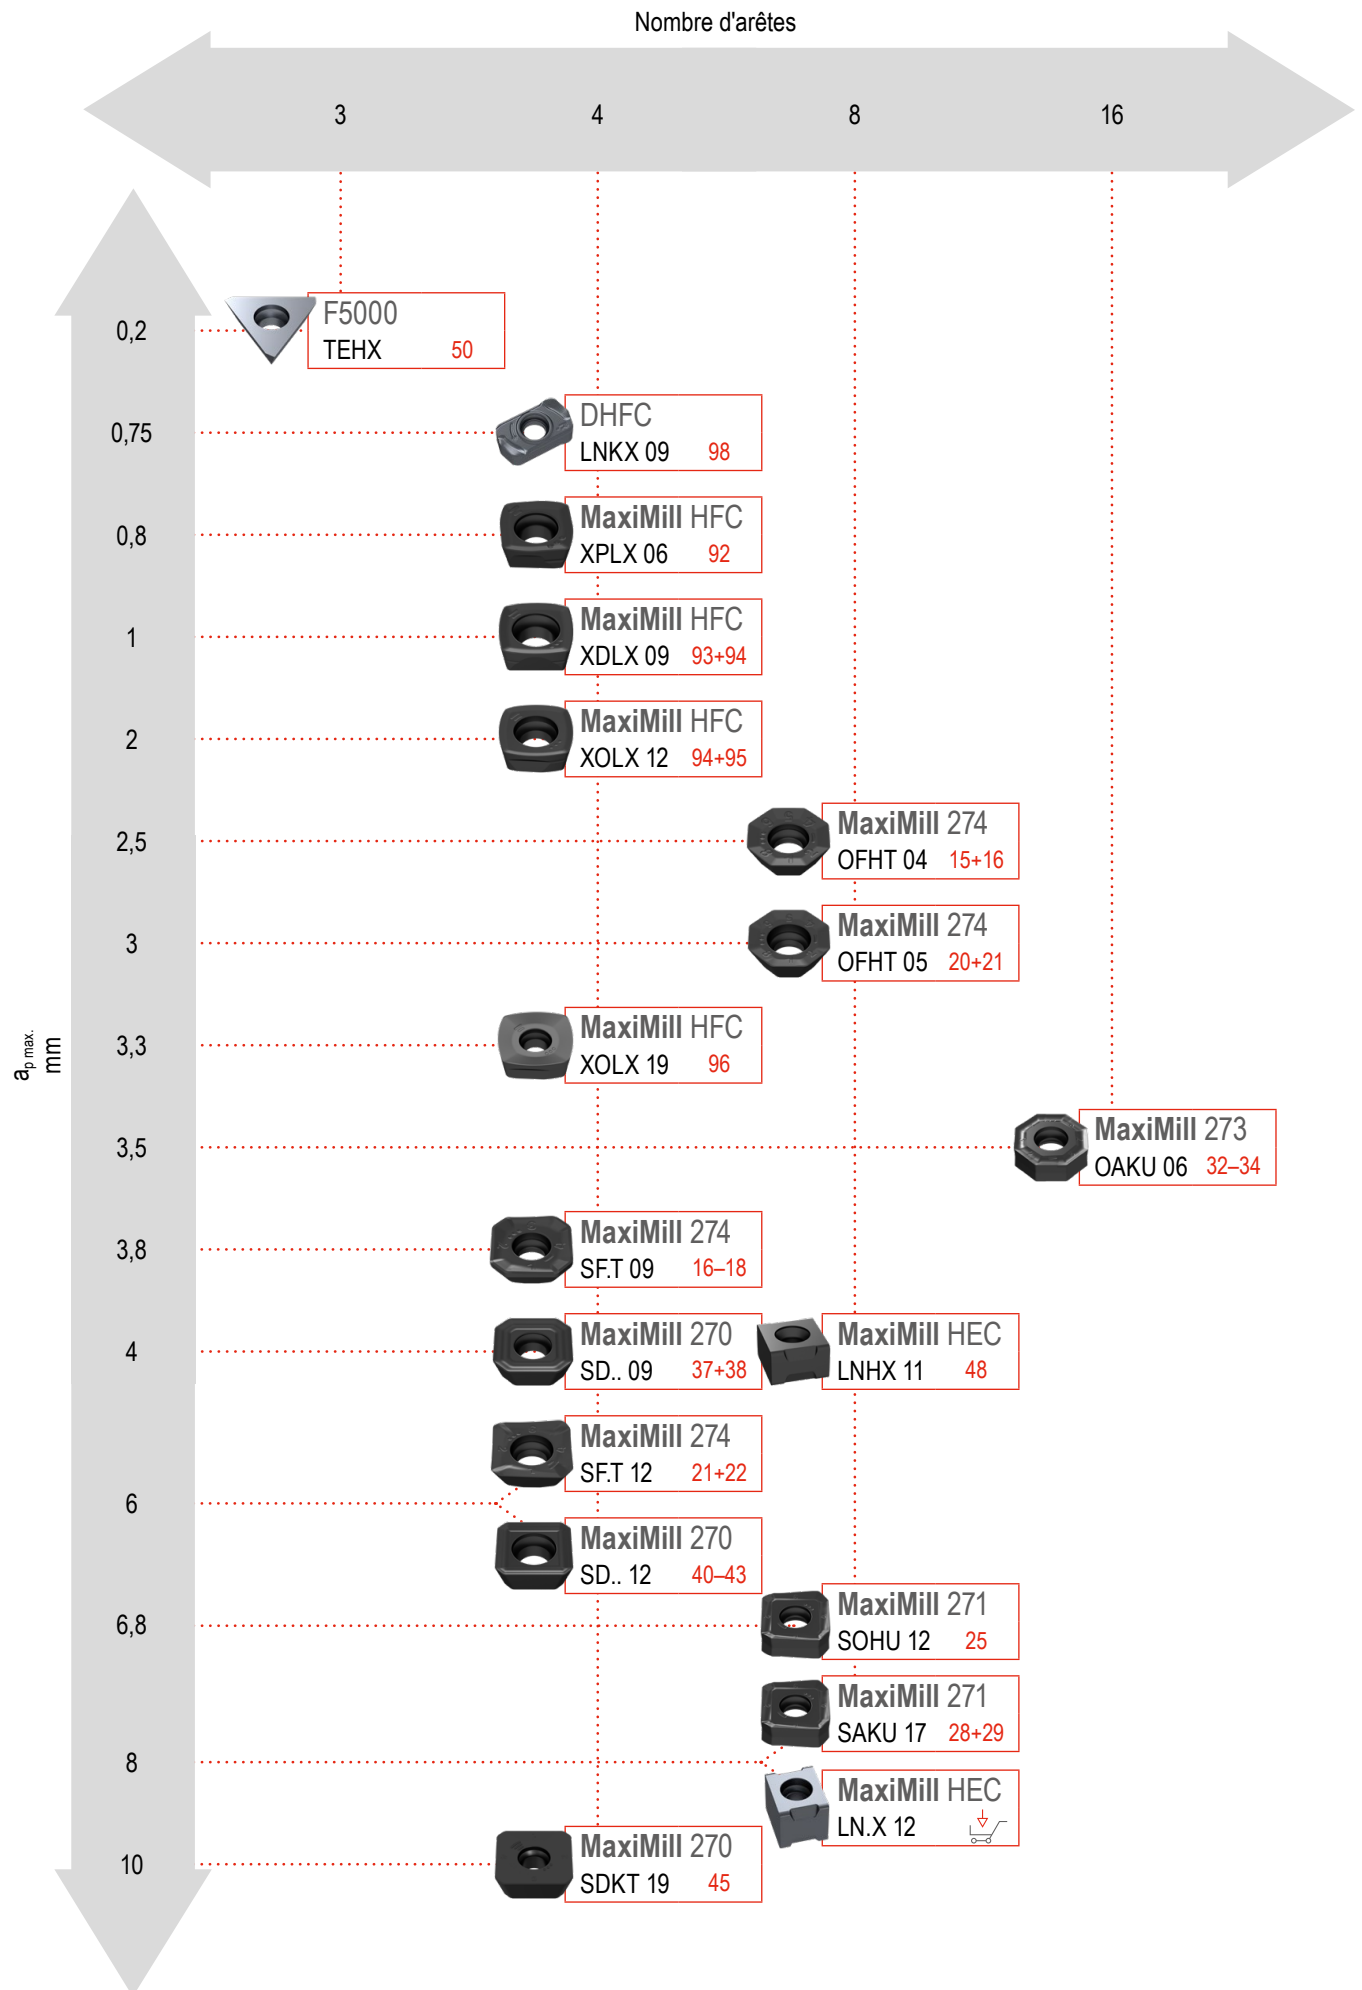 Nombre d'arêtes
3 4 8 16
0,2
F5000
TEHX 50
0,75
DHFC
LNKX 09 98
0,8
MaxiMill HFC
XPLX 06 92
1
MaxiMill HFC
XDLX 09 93+94
2
MaxiMill HFC
XOLX 12 94+95
2,5
MaxiMill 274
OFHT 04 15+16
3
MaxiMill 274
OFHT 05 20+21
ap max.
mm
3,3
MaxiMill HFC
XOLX 19 96
3,5
MaxiMill 273
OAKU 06 32–34
3,8
MaxiMill 274
SF.T 09 16–18
4
MaxiMill 270
SD.. 09 37+38
MaxiMill HEC
LNHX 11 48
6
MaxiMill 274
SF.T 12 21+22
MaxiMill 270
SD.. 12 40–43
6,8
MaxiMill 271
SOHU 12 25
8
MaxiMill 271
SAKU 17 28+29
MaxiMill HEC
LN.X 12
10
MaxiMill 270
SDKT 19 45